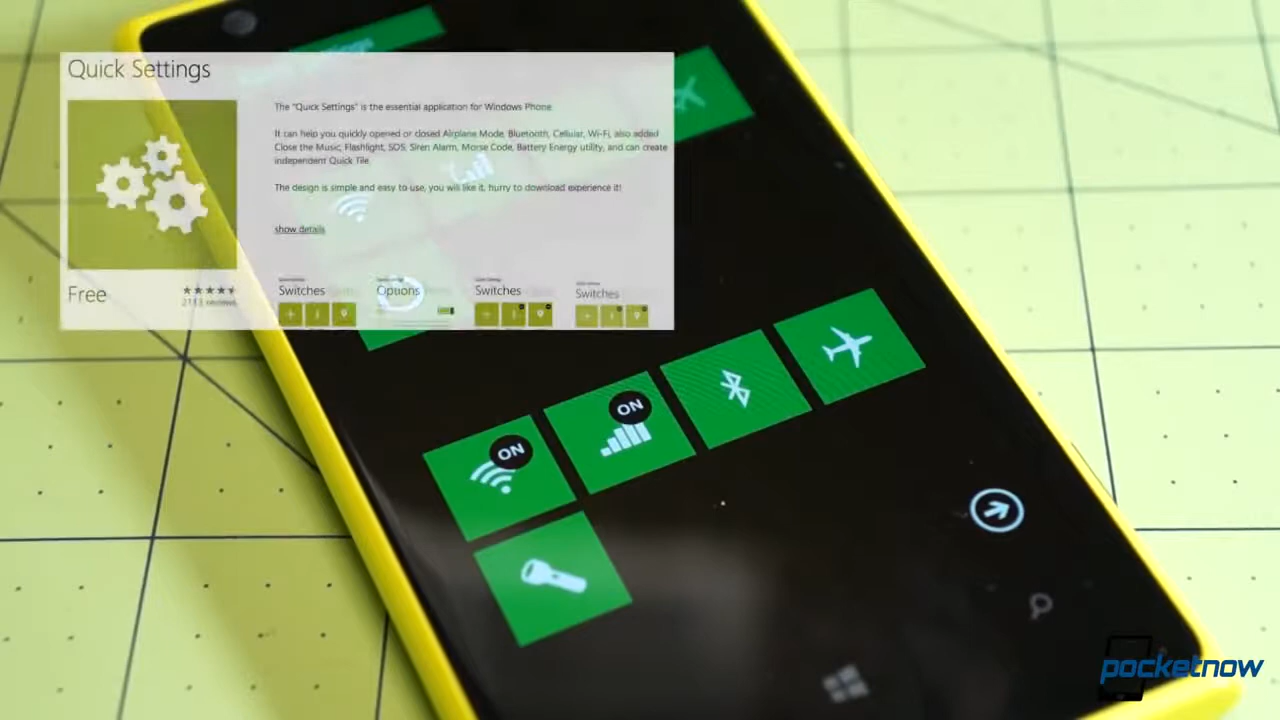 Quick Settings
The "Quick Settings" is the essential application for Windows Phone
It can help you quickly opened or closed Airplane Mode, Bluetooth, Celluiar, Wi-Fi, also added
Close the Music, Flashlight, SOS, Siren Alarm, Morse Code, Battery Energy utility, and can create
independent Quick Tile.
The design is simple and easy to use, you will like it, hurry to download experience it!
show details
Free
Switches
Options
Switches
Switches
ON
ON
pocketnow